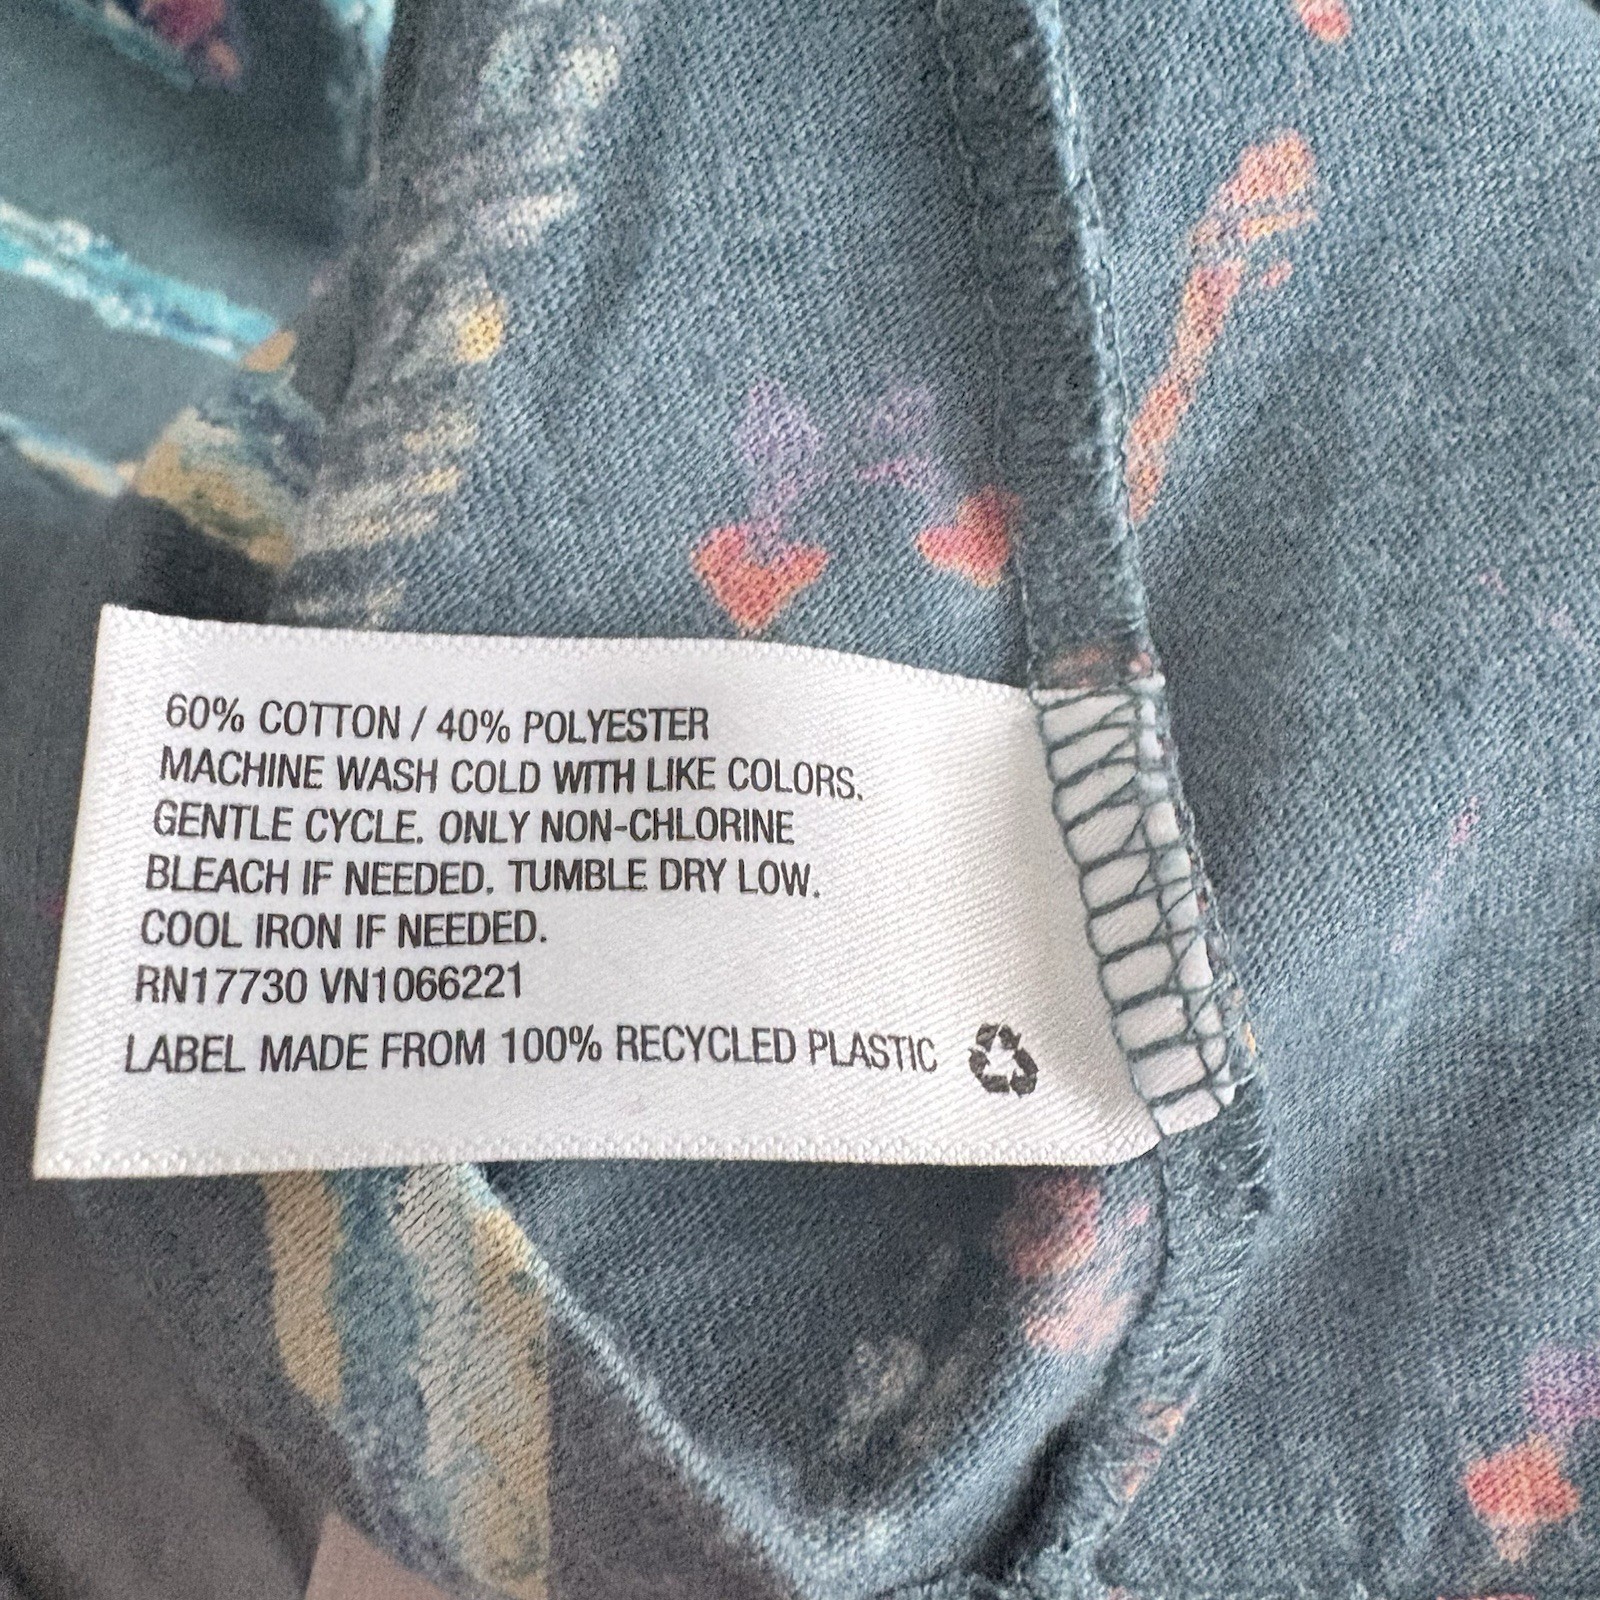 60% COTTON / 40% POLYESTER
MACHINE WASH COLD WITH LIKE COLORS.
GENTLE CYCLE. ONLY NON-CHLORINE
BLEACH IF NEEDED. TUMBLE DRY LOW.
COOL IRON IF NEEDED.
RN17730 VN1066221
LABEL MADE FROM 100% RECYCLED PLASTIC